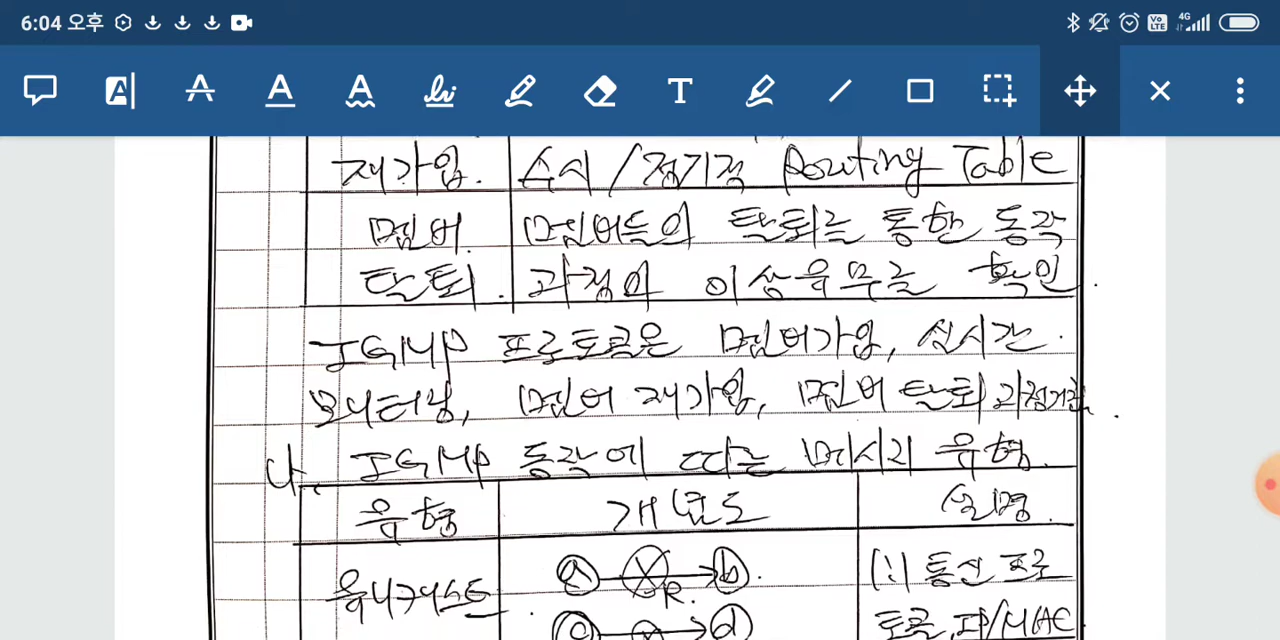 6:04 오후
4G
재가입. 수시/정기적 Routing Table
멤버 멤버들의 탈퇴를 통한 동작
탈퇴. 과정의 이상유무를 확인.
IGMP 프로토콜은 멤버가입, 실시간
모니터링, 멤버 재가입, 멤버 탈퇴 과정거침.
나. IGMP 동작에 따른 메시지 유형
유형 개념도 설명.
유니캐스트. a R b. (1:1) 통신 프로
c d 토콜, IP/MAC